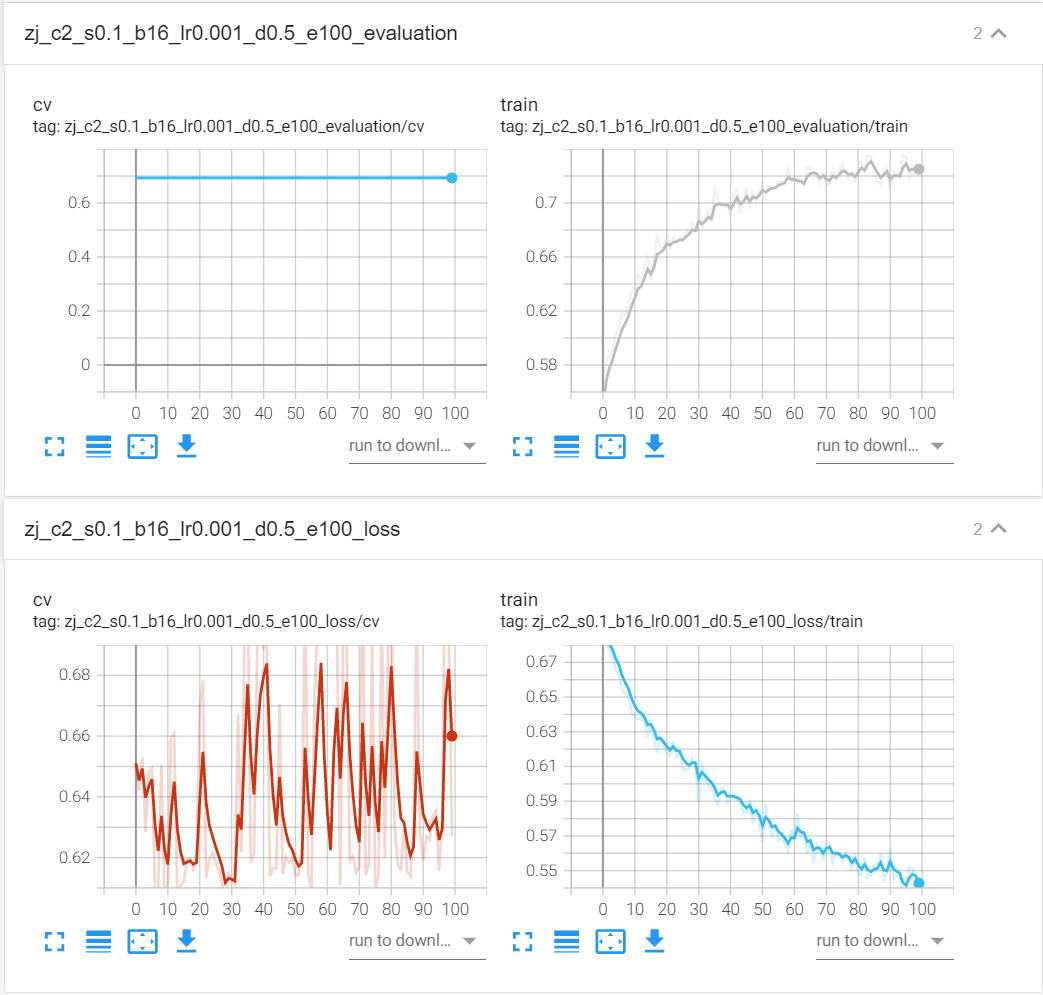 zj_c2_s0.1_b16_lr0.001_d0.5_e100_evaluation
2
cv
tag: zj_c2_s0.1_b16_lr0.001_d0.5_e100_evaluation/cv
0.6
0.4
0.2
0
0 10 20 30 40 50 60 70 80 90 100
run to downl...
train
tag: zj_c2_s0.1_b16_lr0.001_d0.5_e100_evaluation/train
0.7
0.66
0.62
0.58
0 10 20 30 40 50 60 70 80 90 100
run to downl...
zj_c2_s0.1_b16_lr0.001_d0.5_e100_loss
2
cv
tag: zj_c2_s0.1_b16_lr0.001_d0.5_e100_loss/cv
0.68
0.66
0.64
0.62
0 10 20 30 40 50 60 70 80 90 100
run to downl...
train
tag: zj_c2_s0.1_b16_lr0.001_d0.5_e100_loss/train
0.67
0.65
0.63
0.61
0.59
0.57
0.55
0 10 20 30 40 50 60 70 80 90 100
run to downl...